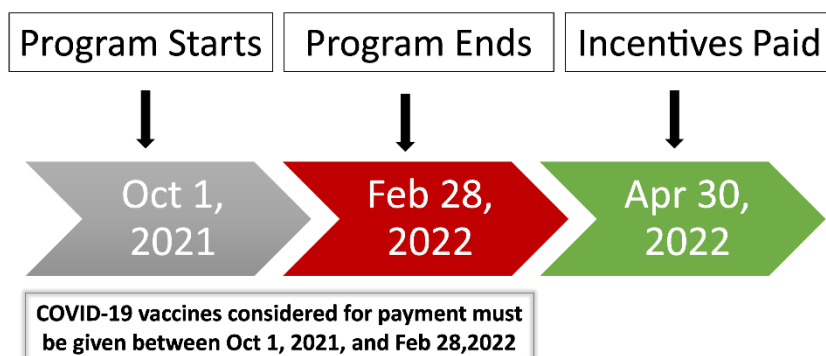 Program Starts
Program Ends
Incentives Paid
Oct 1,
2021
Feb 28,
2022
Apr 30,
2022
COVID-19 vaccines considered for payment must
be given between Oct 1, 2021, and Feb 28,2022